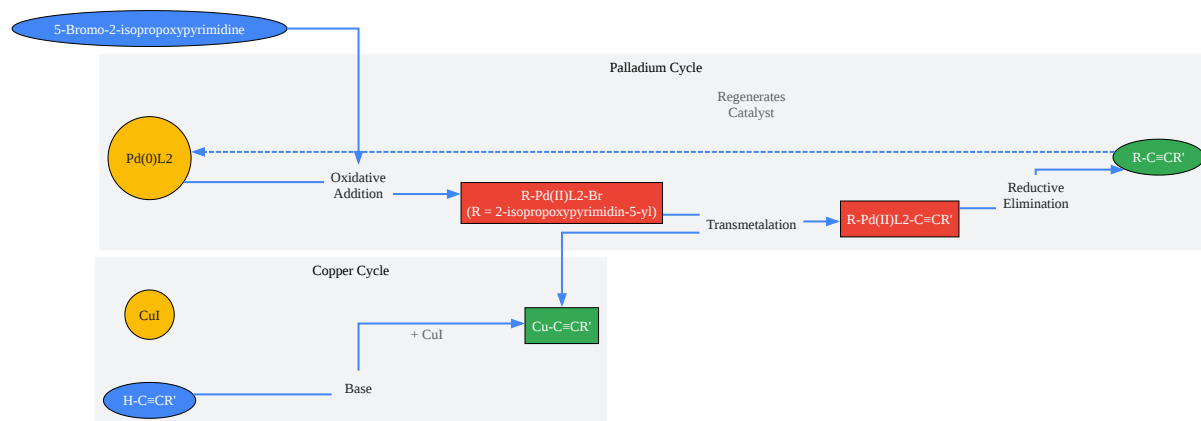 5-Bromo-2-isopropoxypyrimidine
Palladium Cycle
Regenerates
Catalyst
Pd(0)L2
R-C≡CR'
Oxidative
Addition
R-Pd(II)L2-Br
(R = 2-isopropoxypyrimidin-5-yl)
Reductive
Elimination
Transmetalation
R-Pd(II)L2-C≡CR'
Copper Cycle
CuI
Cu-C≡CR'
+ CuI
Base
H-C≡CR'